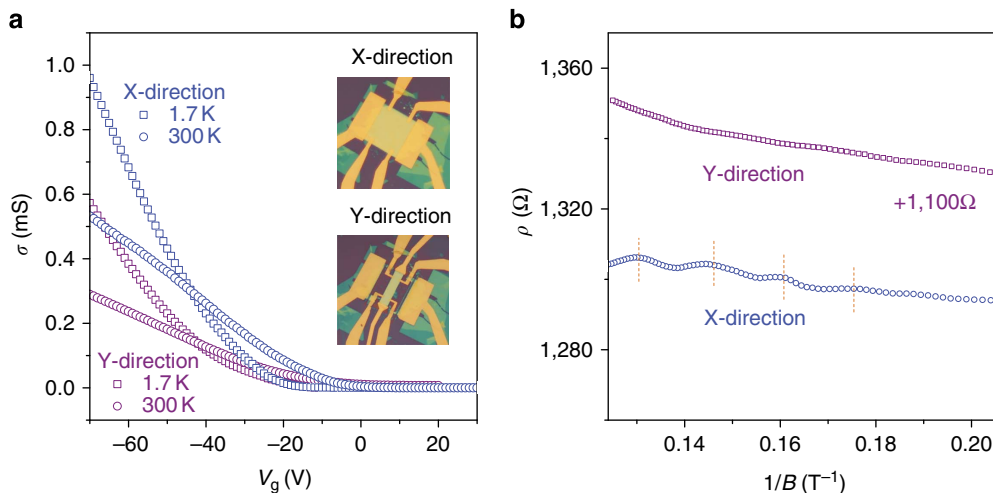 a
1.0
0.8
0.6
0.4
0.2
0.0
σ (mS)
X-direction
1.7 K
300 K
Y-direction
1.7 K
300 K
X-direction
Y-direction
–60
–40
–20
0
20
Vg (V)
b
1,360
1,320
1,280
ρ (Ω)
Y-direction
+1,100Ω
X-direction
0.14
0.16
0.18
0.20
1/B (T⁻¹)